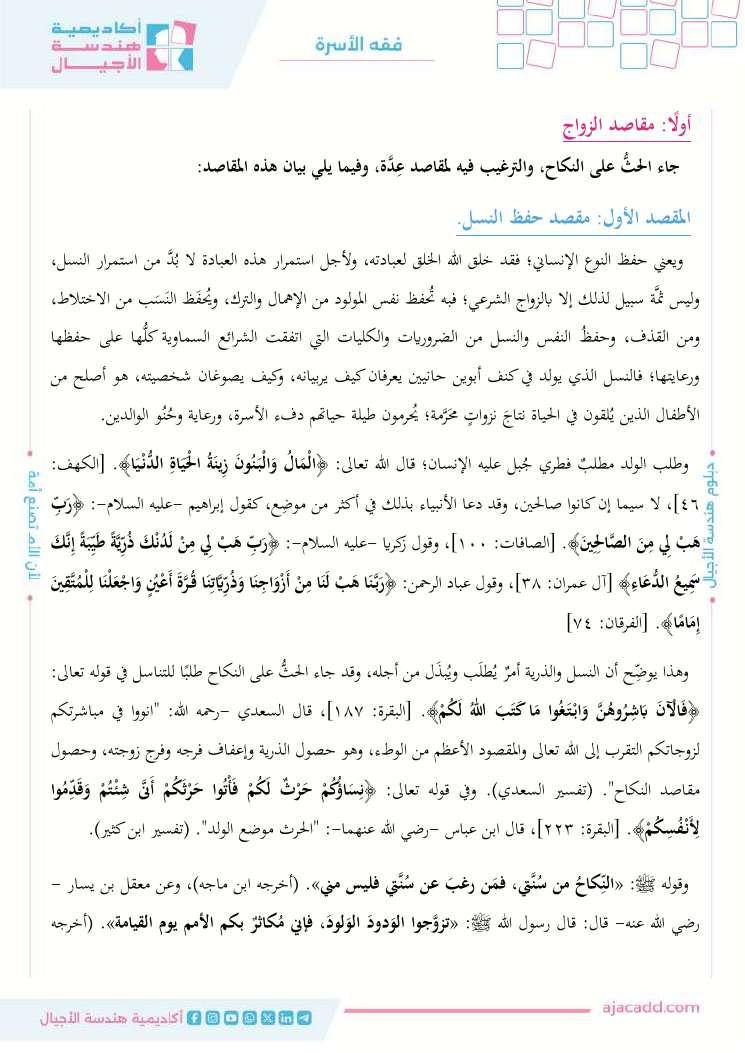 أكاديمية
هندسة
الأجيال
فقه الأسرة
أولًا: مقاصد الزواج
جاء الحثُّ على النكاح، والترغيب فيه لمقاصد عِدَّة، وفيما يلي بيان هذه المقاصد:
المقصد الأول: مقصد حفظ النسل.
ويعني حفظ النوع الإنساني؛ فقد خلق الله الخلق لعبادته، ولأجل استمرار هذه العبادة لا بُدَّ من استمرار النسل،
وليس ثمَّة سبيل لذلك إلا بالزواج الشرعي؛ فبه تُحفظ نفس المولود من الإهمال والترك، ويُحفَظ النَسَب من الاختلاط،
ومن القذف، وحفظُ النفس والنسل من الضروريات والكليات التي اتفقت الشرائع السماوية كلُّها على حفظها
ورعايتها؛ فالنسل الذي يولد في كنف أبوين حانيين يعرفان كيف يربيانه، وكيف يصوغان شخصيته، هو أصلح من
الأطفال الذين يُلقون في الحياة نتاجَ نزواتٍ محَرَّمة؛ يُحرمون طيلة حياتهم دفء الأسرة، ورعاية وحُنُو الوالدين.
وطلب الولد مطلبٌ فطري جُبل عليه الإنسان؛ قال الله تعالى: ﴿الْمَالُ وَالْبَنُونَ زِينَةُ الْحَيَاةِ الدُّنْيَا﴾. [الكهف:
٤٦]، لا سيما إن كانوا صالحين، وقد دعا الأنبياء بذلك في أكثر من موضِع، كقول إبراهيم –عليه السلام–: ﴿رَبِّ
هَبْ لِي مِنَ الصَّالِحِينَ﴾. [الصافات: ١٠٠]، وقول زكريا –عليه السلام–: ﴿رَبِّ هَبْ لِي مِنْ لَدُنْكَ ذُرِّيَّةً طَيِّبَةً إِنَّكَ
سَمِيعُ الدُّعَاءِ﴾ [آل عمران: ٣٨]، وقول عباد الرحمن: ﴿رَبَّنَا هَبْ لَنَا مِنْ أَزْوَاجِنَا وَذُرِّيَّاتِنَا قُرَّةَ أَعْيُنٍ وَاجْعَلْنَا لِلْمُتَّقِينَ
إِمَامًا﴾. [الفرقان: ٧٤]
وهذا يوضِّح أن النسل والذرية أمرٌ يُطلَب ويُبذَل من أجله، وقد جاء الحثُّ على النكاح طلبًا للتناسل في قوله تعالى:
﴿فَالْآنَ بَاشِرُوهُنَّ وَابْتَغُوا مَا كَتَبَ اللَّهُ لَكُمْ﴾. [البقرة: ١٨٧]، قال السعدي –رحمه الله: "انووا في مباشرتكم
لزوجاتكم التقرب إلى الله تعالى والمقصود الأعظم من الوطء، وهو حصول الذرية وإعفاف فرجه وفرج زوجته، وحصول
مقاصد النكاح". (تفسير السعدي). وفي قوله تعالى: ﴿نِسَاؤُكُمْ حَرْثٌ لَكُمْ فَأْتُوا حَرْثَكُمْ أَنَّى شِئْتُمْ وَقَدِّمُوا
لِأَنْفُسِكُمْ﴾. [البقرة: ٢٢٣]، قال ابن عباس –رضي الله عنهما–: "الحرث موضع الولد". (تفسير ابن كثير).
وقوله ﷺ: «النِّكاحُ من سُنَّتي، فمَن رغبَ عن سُنَّتي فليس مني». (أخرجه ابن ماجه)، وعن معقل بن يسار –
رضي الله عنه– قال: قال رسول الله ﷺ: «تزوَّجوا الوَدودَ الوَلودَ، فإني مُكاثرٌ بكم الأمم يوم القيامة». (أخرجه
دبلوم هندسة الأجيال
لأن الأم تصنع أمة
أكاديمية هندسة الأجيال
ajacadd.com